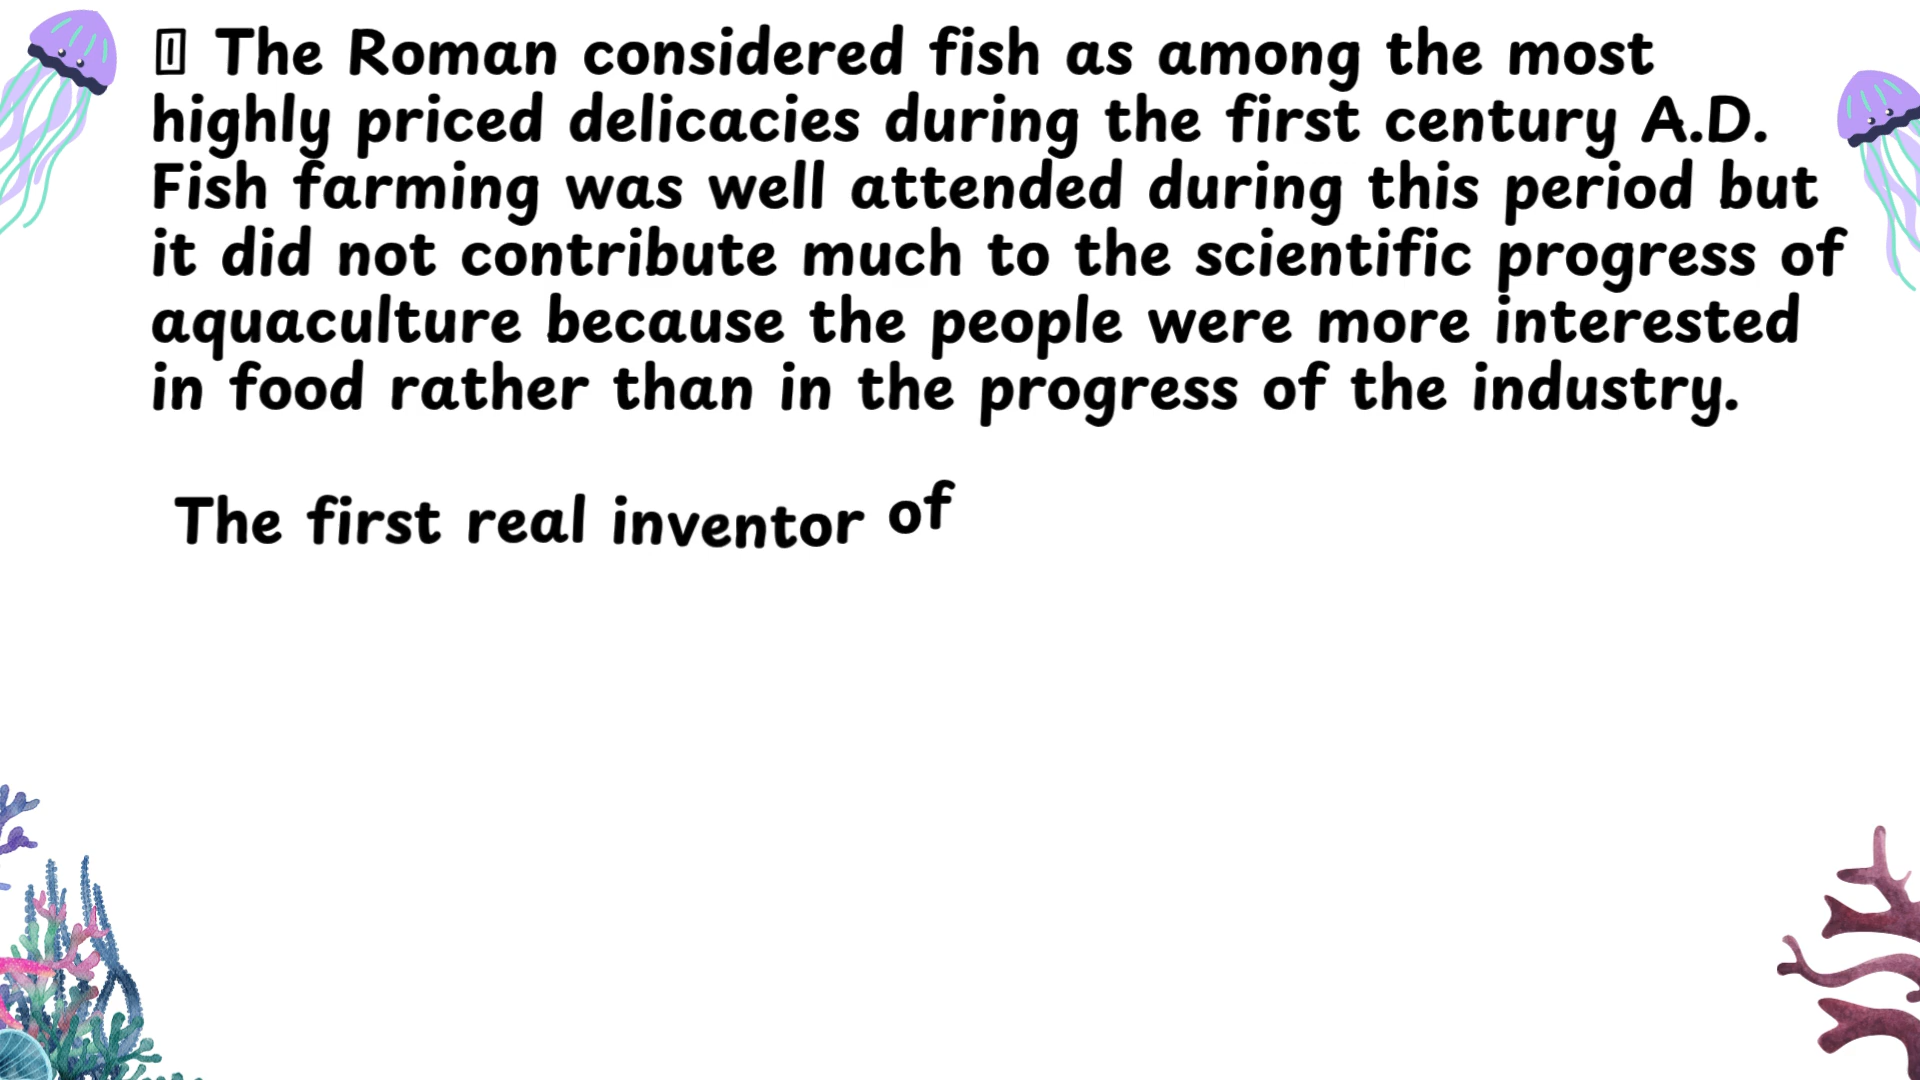 The Roman considered fish as among the most
highly priced delicacies during the first century A.D.
Fish farming was well attended during this period but
it did not contribute much to the scientific progress of
aquaculture because the people were more interested
in food rather than in the progress of the industry.
The first real inventor of